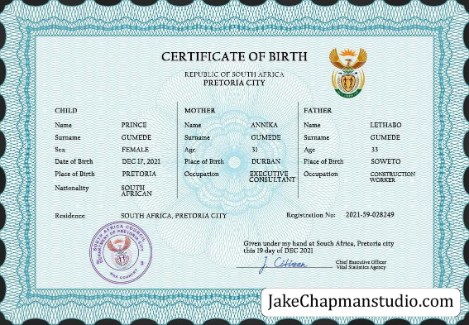 CERTIFICATE OF BIRTH
REPUBLIC OF SOUTH AFRICA
PRETORIA CITY
CHILD
Name PRINCE
Surname GUMEDE
Sex FEMALE
Date of Birth DEC 17, 2021
Place of Birth PRETORIA
Nationality SOUTH
AFRICAN
MOTHER
Name ANNIKA
Surname GUMEDE
Age 31
Place of Birth DURBAN
Occupation EXECUTIVE
CONSULTANT
FATHER
Name LETHABO
Surname GUMEDE
Age 33
Place of Birth SOWETO
Occupation CONSTRUCTION
WORKER
Residence SOUTH AFRICA, PRETORIA CITY
Registration No: 2021-59-028249
Given under my hand at South Africa, Pretoria city
this 19 day of DEC 2021
J. Citizen
Chief Executive Officer
Vital Statistics Agency
JakeChapmanstudio.com